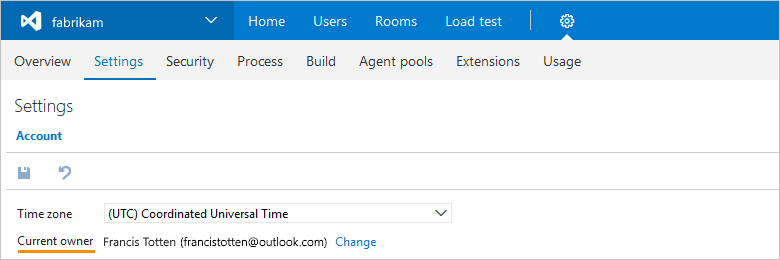 fabrikam Home Users Rooms Load test
Overview Settings Security Process Build Agent pools Extensions Usage
Settings
Account
Time zone (UTC) Coordinated Universal Time
Current owner Francis Totten (francistotten@outlook.com) Change